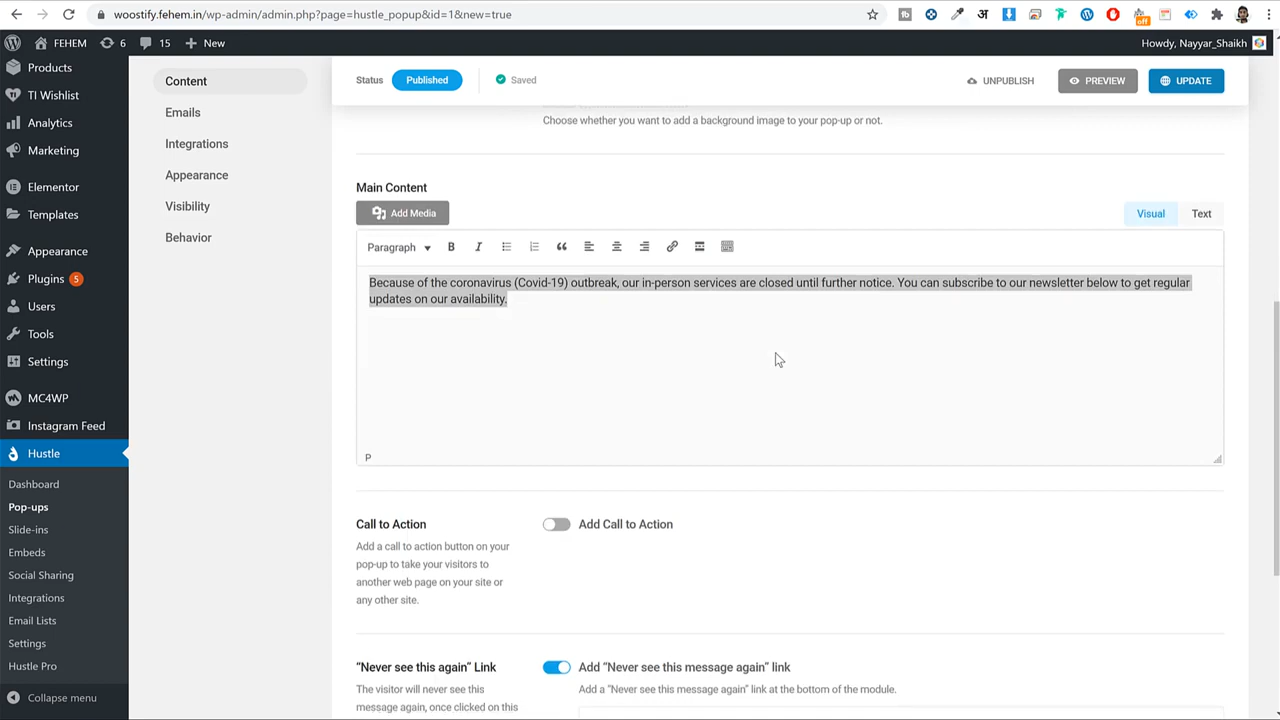 woostify.fehem.in/wp-admin/admin.php?page=hustle_popup&id=1&new=true
off
FEHEM
6
15
New
Howdy, Nayyar_Shaikh
Products
TI Wishlist
Analytics
Marketing
Elementor
Templates
Appearance
Plugins 5
Users
Tools
Settings
MC4WP
Instagram Feed
Hustle
Dashboard
Pop-ups
Slide-ins
Embeds
Social Sharing
Integrations
Email Lists
Settings
Hustle Pro
Collapse menu
Content
Emails
Integrations
Appearance
Visibility
Behavior
Status Published Saved
UNPUBLISH PREVIEW UPDATE
Choose whether you want to add a background image to your pop-up or not.
Main Content
Add Media
Visual Text
Paragraph B I
Because of the coronavirus (Covid-19) outbreak, our in-person services are closed until further notice. You can subscribe to our newsletter below to get regular
updates on our availability.
P
Call to Action
Add a call to action button on your
pop-up to take your visitors to
another web page on your site or
any other site.
Add Call to Action
“Never see this again” Link
The visitor will never see this
message again, once clicked on this
Add “Never see this message again” link
Add a “Never see this message again” link at the bottom of the module.